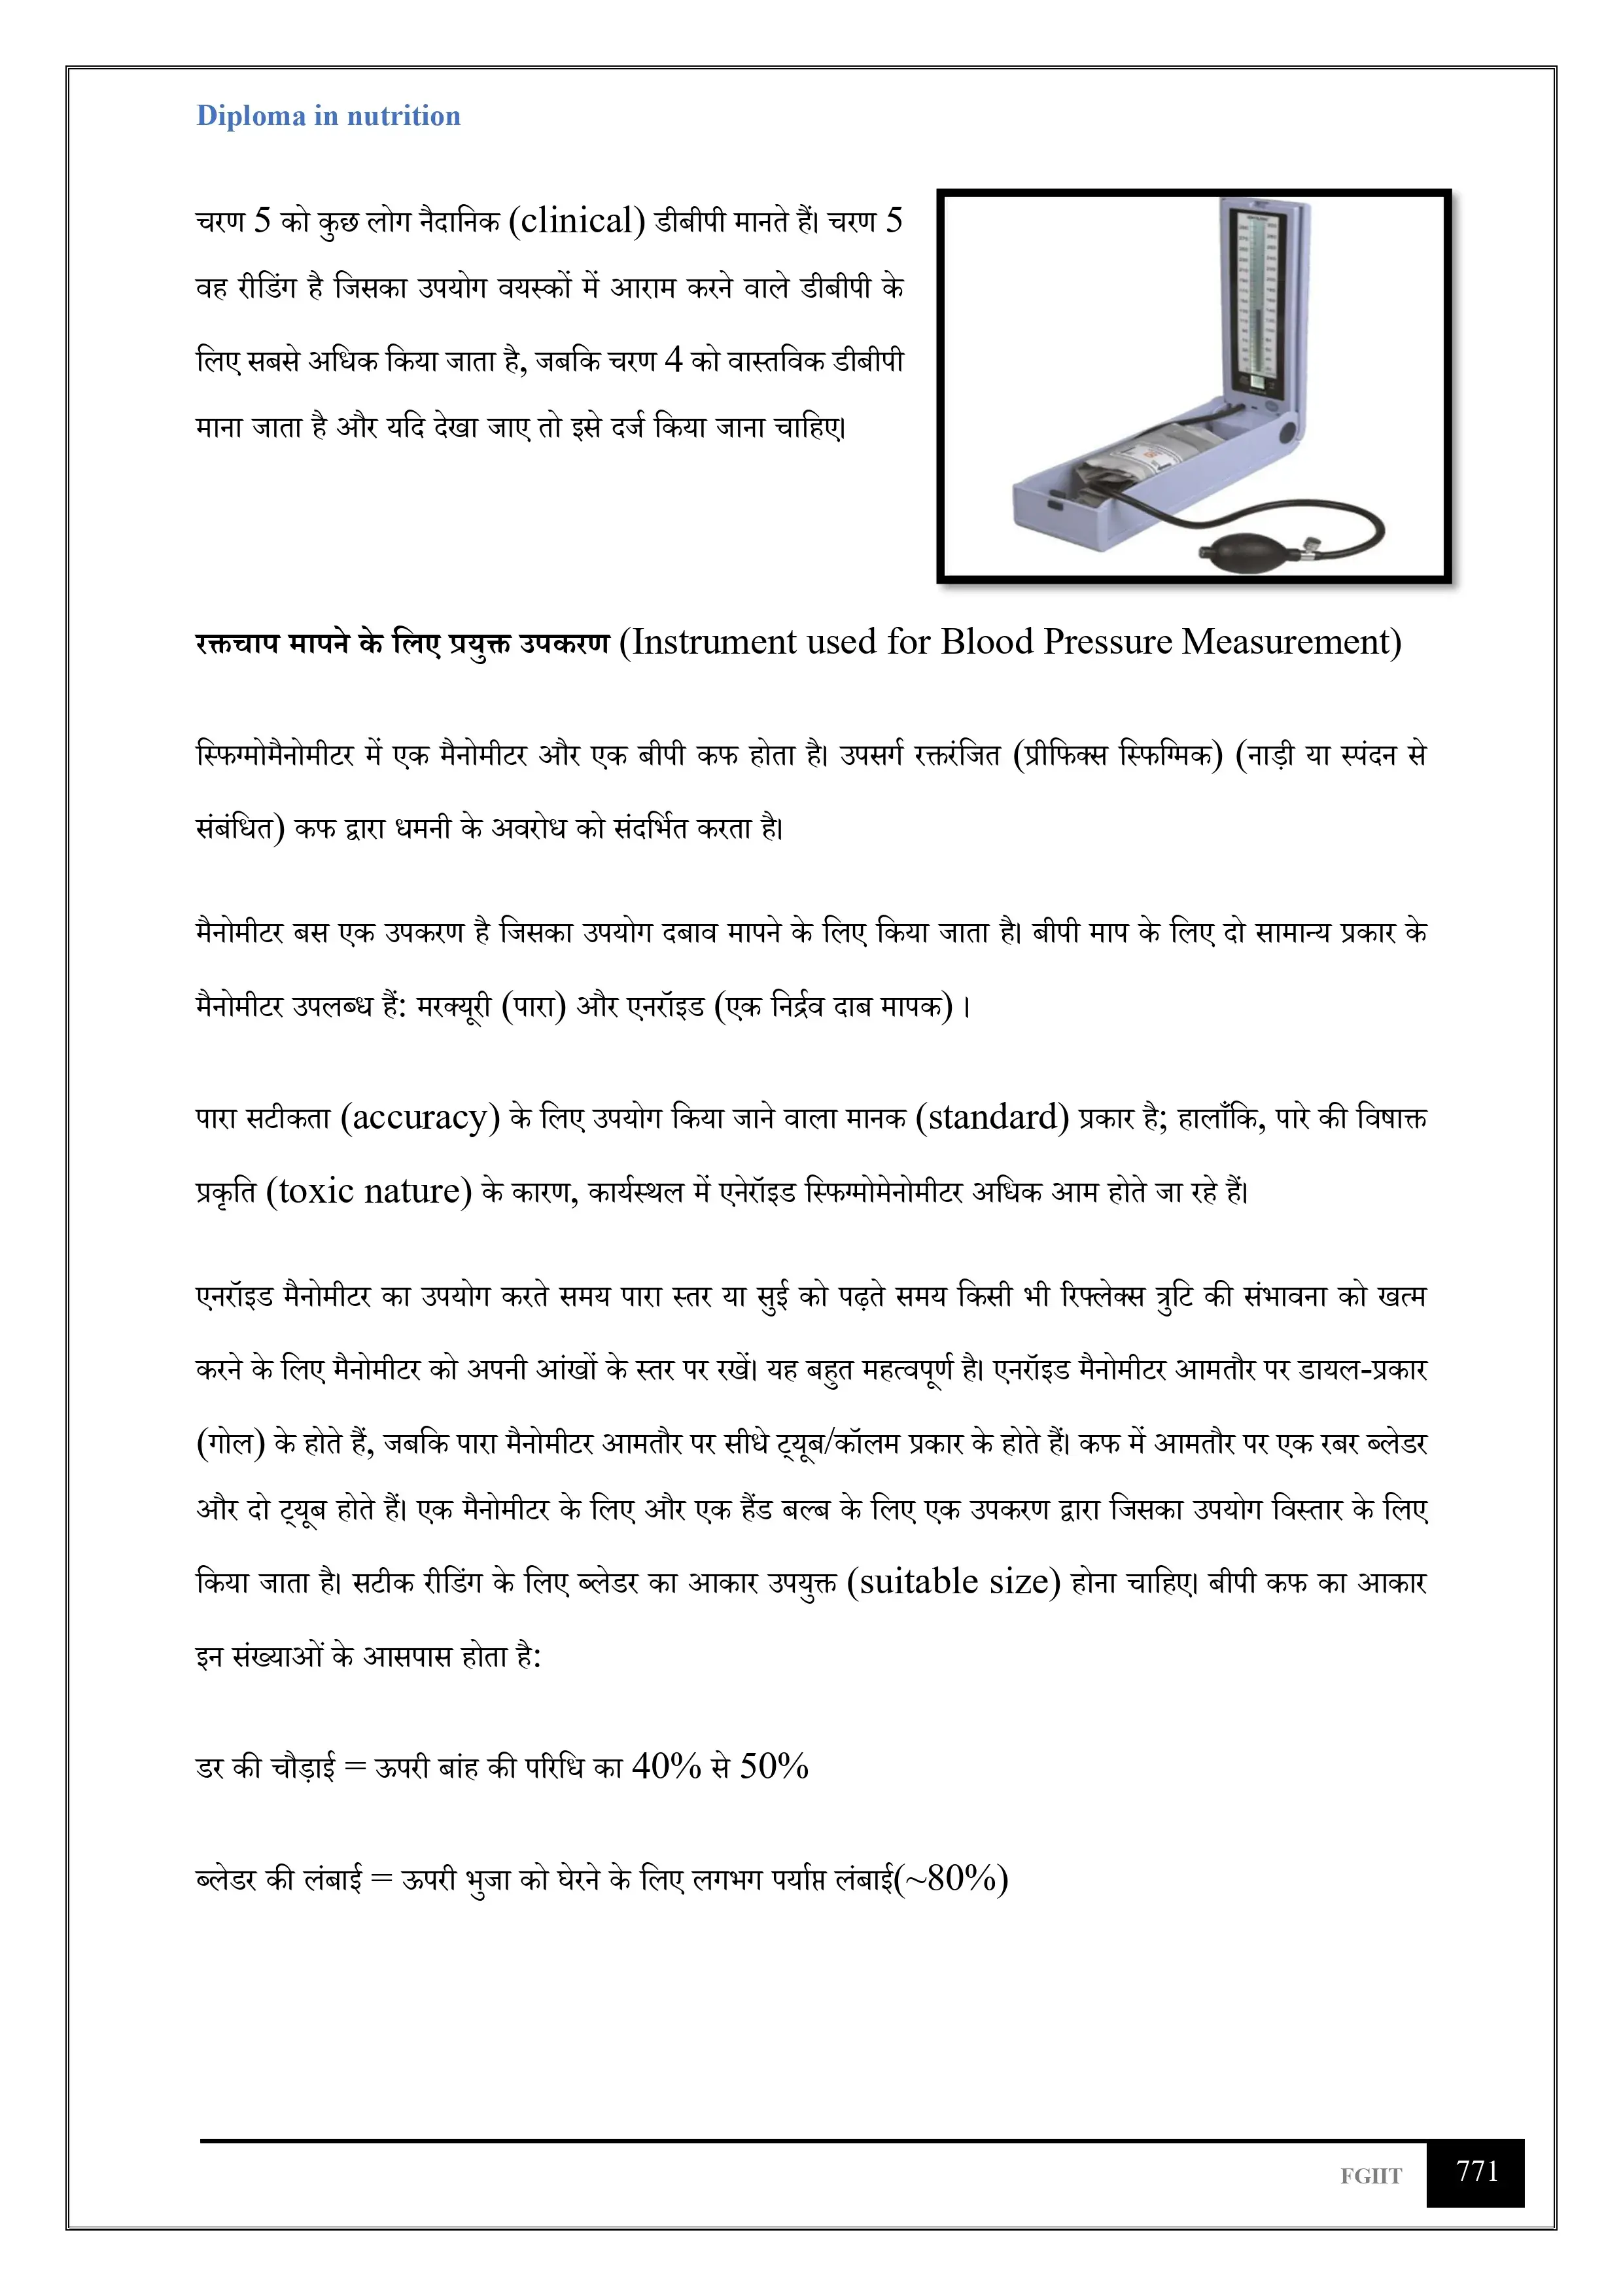 Diploma in nutrition
चरण 5 को कुछ लोग नैदानिक (clinical) डीबीपी मानते हैं। चरण 5
वह रीडिंग है जिसका उपयोग वयस्कों में आराम करने वाले डीबीपी के
लिए सबसे अधिक किया जाता है, जबकि चरण 4 को वास्तविक डीबीपी
माना जाता है और यदि देखा जाए तो इसे दर्ज किया जाना चाहिए।
रक्तचाप मापने के लिए प्रयुक्त उपकरण (Instrument used for Blood Pressure Measurement)
स्फिग्मोमैनोमीटर में एक मैनोमीटर और एक बीपी कफ होता है। उपसर्ग रक्तरंजित (प्रीफिक्स स्फिग्मिक) (नाड़ी या स्पंदन से
संबंधित) कफ द्वारा धमनी के अवरोध को संदर्भित करता है।
मैनोमीटर बस एक उपकरण है जिसका उपयोग दबाव मापने के लिए किया जाता है। बीपी माप के लिए दो सामान्य प्रकार के
मैनोमीटर उपलब्ध हैं: मरक्यूरी (पारा) और एनरॉइड (एक निर्द्रव दाब मापक) ।
पारा सटीकता (accuracy) के लिए उपयोग किया जाने वाला मानक (standard) प्रकार है; हालाँकि, पारे की विषाक्त
प्रकृति (toxic nature) के कारण, कार्यस्थल में एनेरॉइड स्फिग्मोमेनोमीटर अधिक आम होते जा रहे हैं।
एनरॉइड मैनोमीटर का उपयोग करते समय पारा स्तर या सुई को पढ़ते समय किसी भी रिफ्लेक्स त्रुटि की संभावना को खत्म
करने के लिए मैनोमीटर को अपनी आंखों के स्तर पर रखें। यह बहुत महत्वपूर्ण है। एनरॉइड मैनोमीटर आमतौर पर डायल-प्रकार
(गोल) के होते हैं, जबकि पारा मैनोमीटर आमतौर पर सीधे ट्यूब/कॉलम प्रकार के होते हैं। कफ में आमतौर पर एक रबर ब्लेडर
और दो ट्यूब होते हैं। एक मैनोमीटर के लिए और एक हैंड बल्ब के लिए एक उपकरण द्वारा जिसका उपयोग विस्तार के लिए
किया जाता है। सटीक रीडिंग के लिए ब्लेडर का आकार उपयुक्त (suitable size) होना चाहिए। बीपी कफ का आकार
इन संख्याओं के आसपास होता है:
डर की चौड़ाई = ऊपरी बांह की परिधि का 40% से 50%
ब्लेडर की लंबाई = ऊपरी भुजा को घेरने के लिए लगभग पर्याप्त लंबाई(~80%)
FGIIT 771